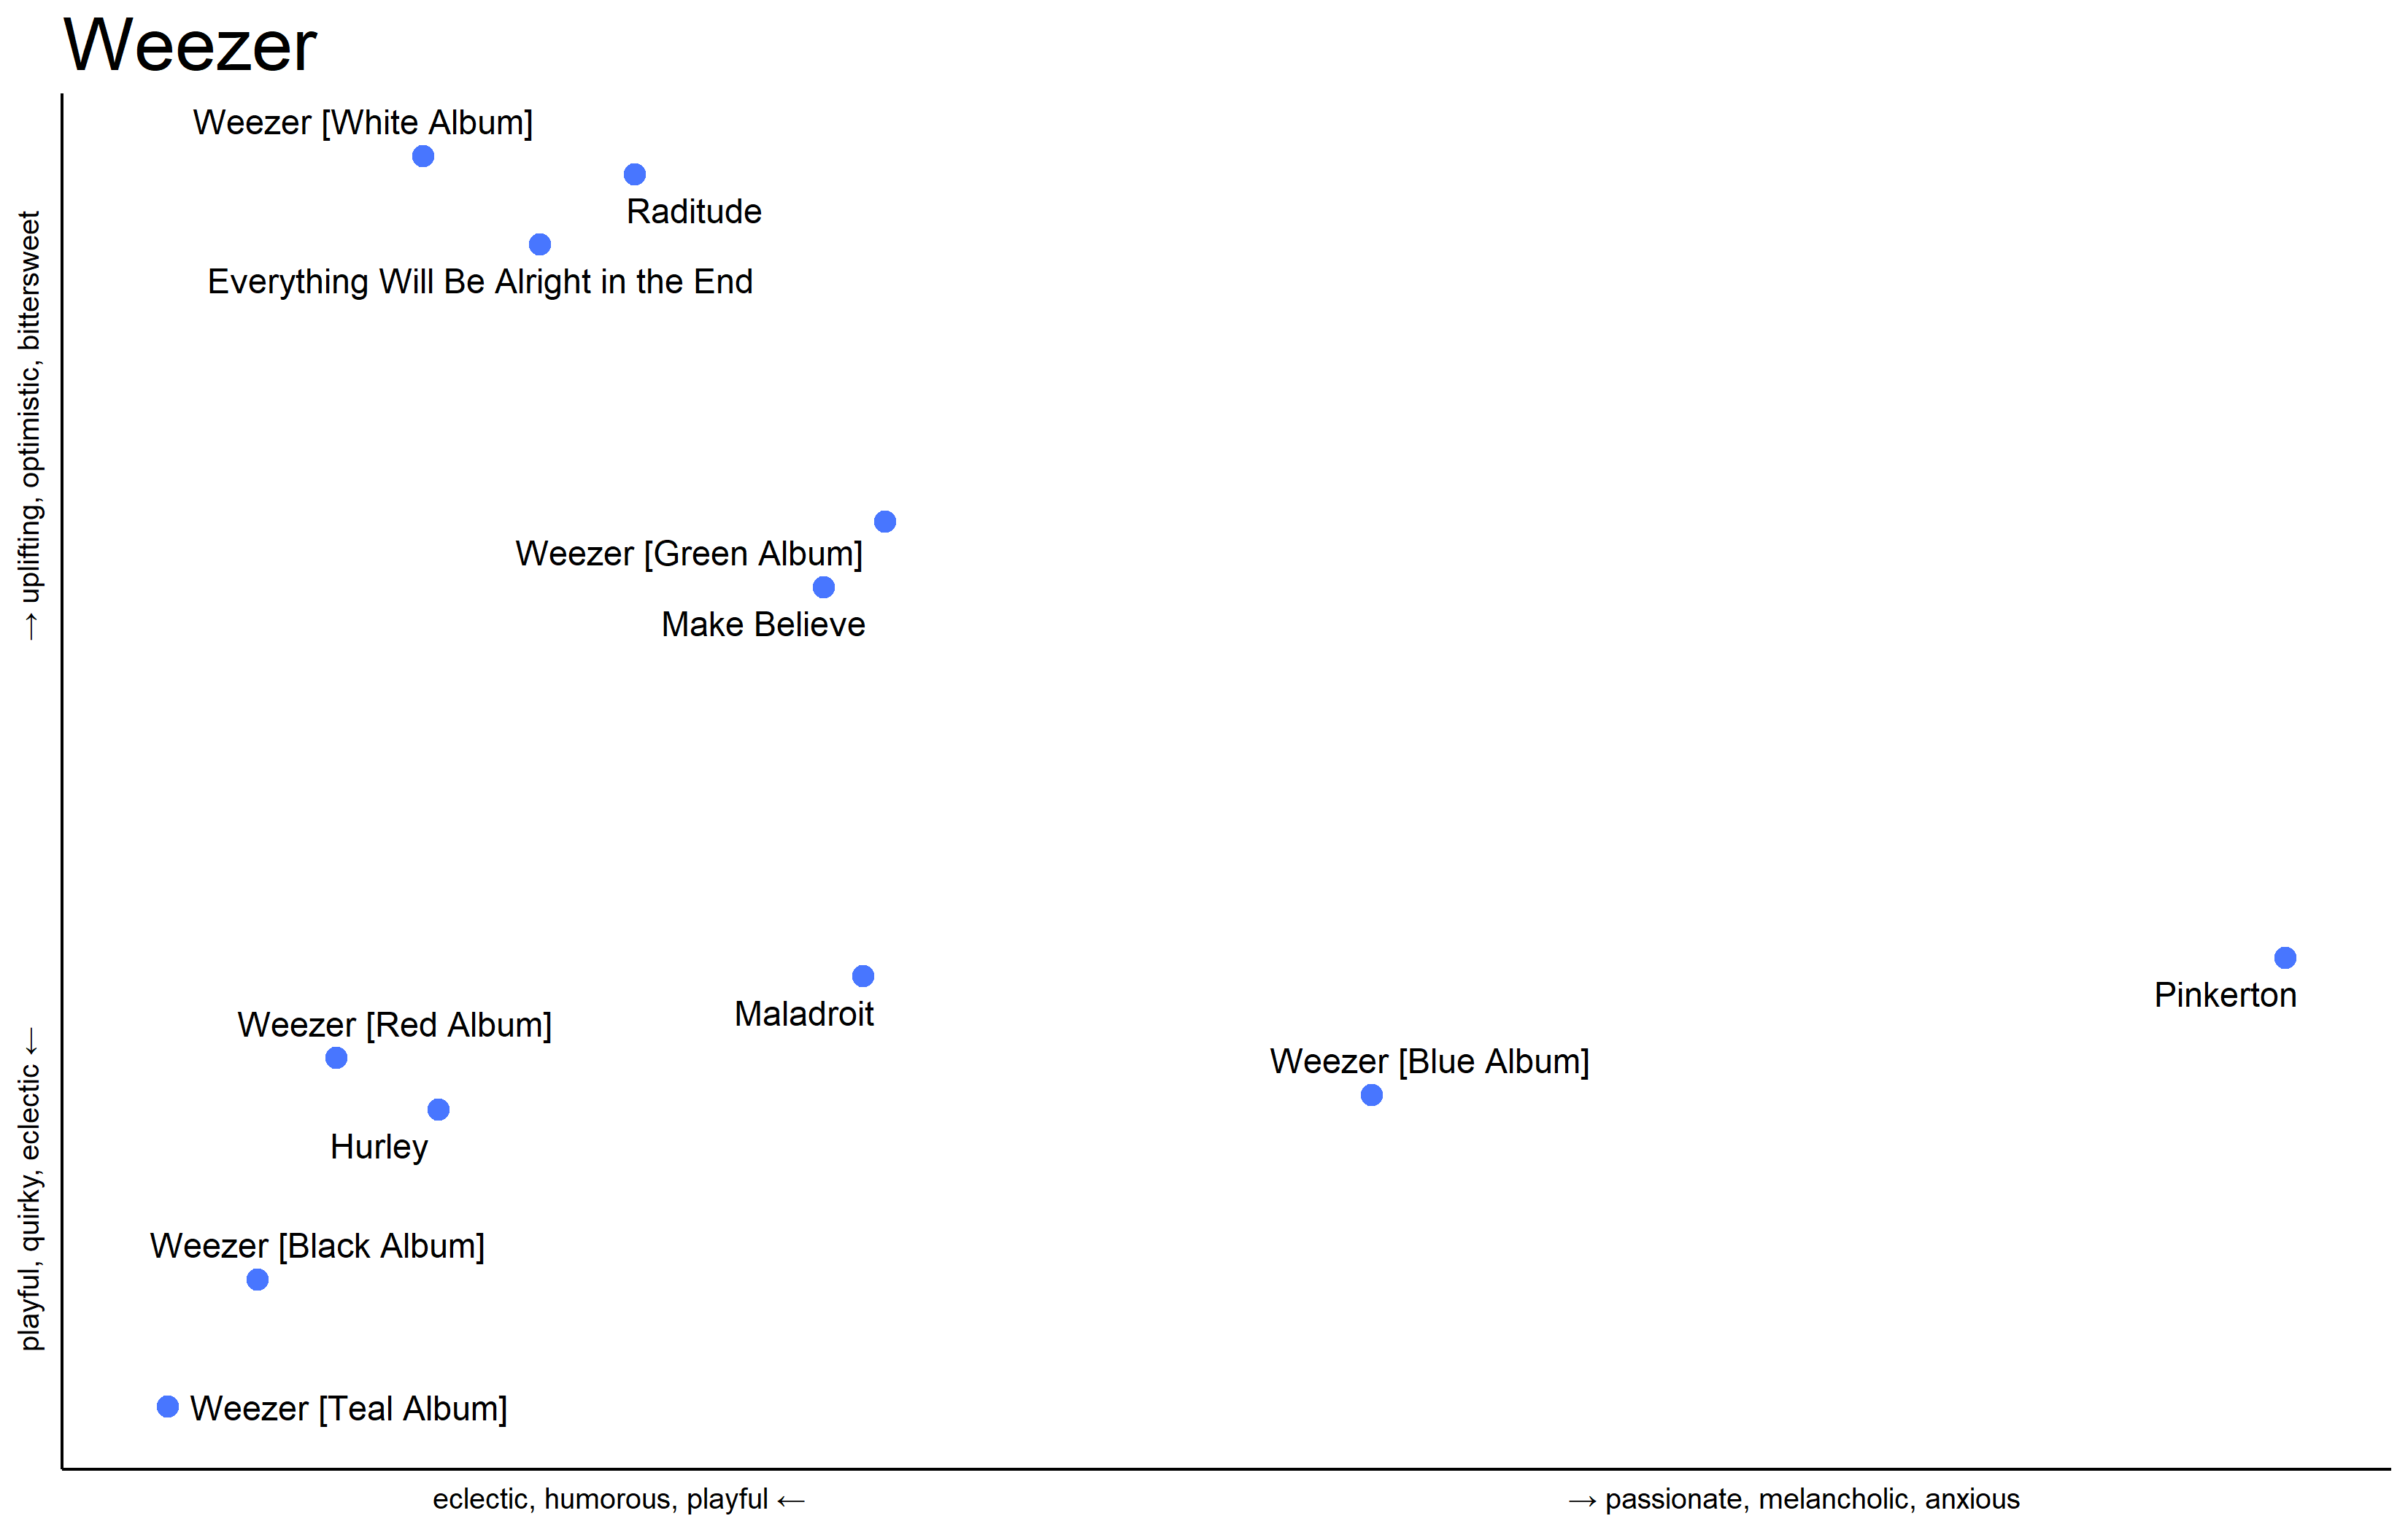 Weezer
Weezer [White Album]
Raditude
Everything Will Be Alright in the End
Weezer [Green Album]
Make Believe
Maladroit
Pinkerton
Weezer [Red Album]
Weezer [Blue Album]
Hurley
Weezer [Black Album]
Weezer [Teal Album]
→ uplifting, optimistic, bittersweet
playful, quirky, eclectic ←
eclectic, humorous, playful ←
→ passionate, melancholic, anxious